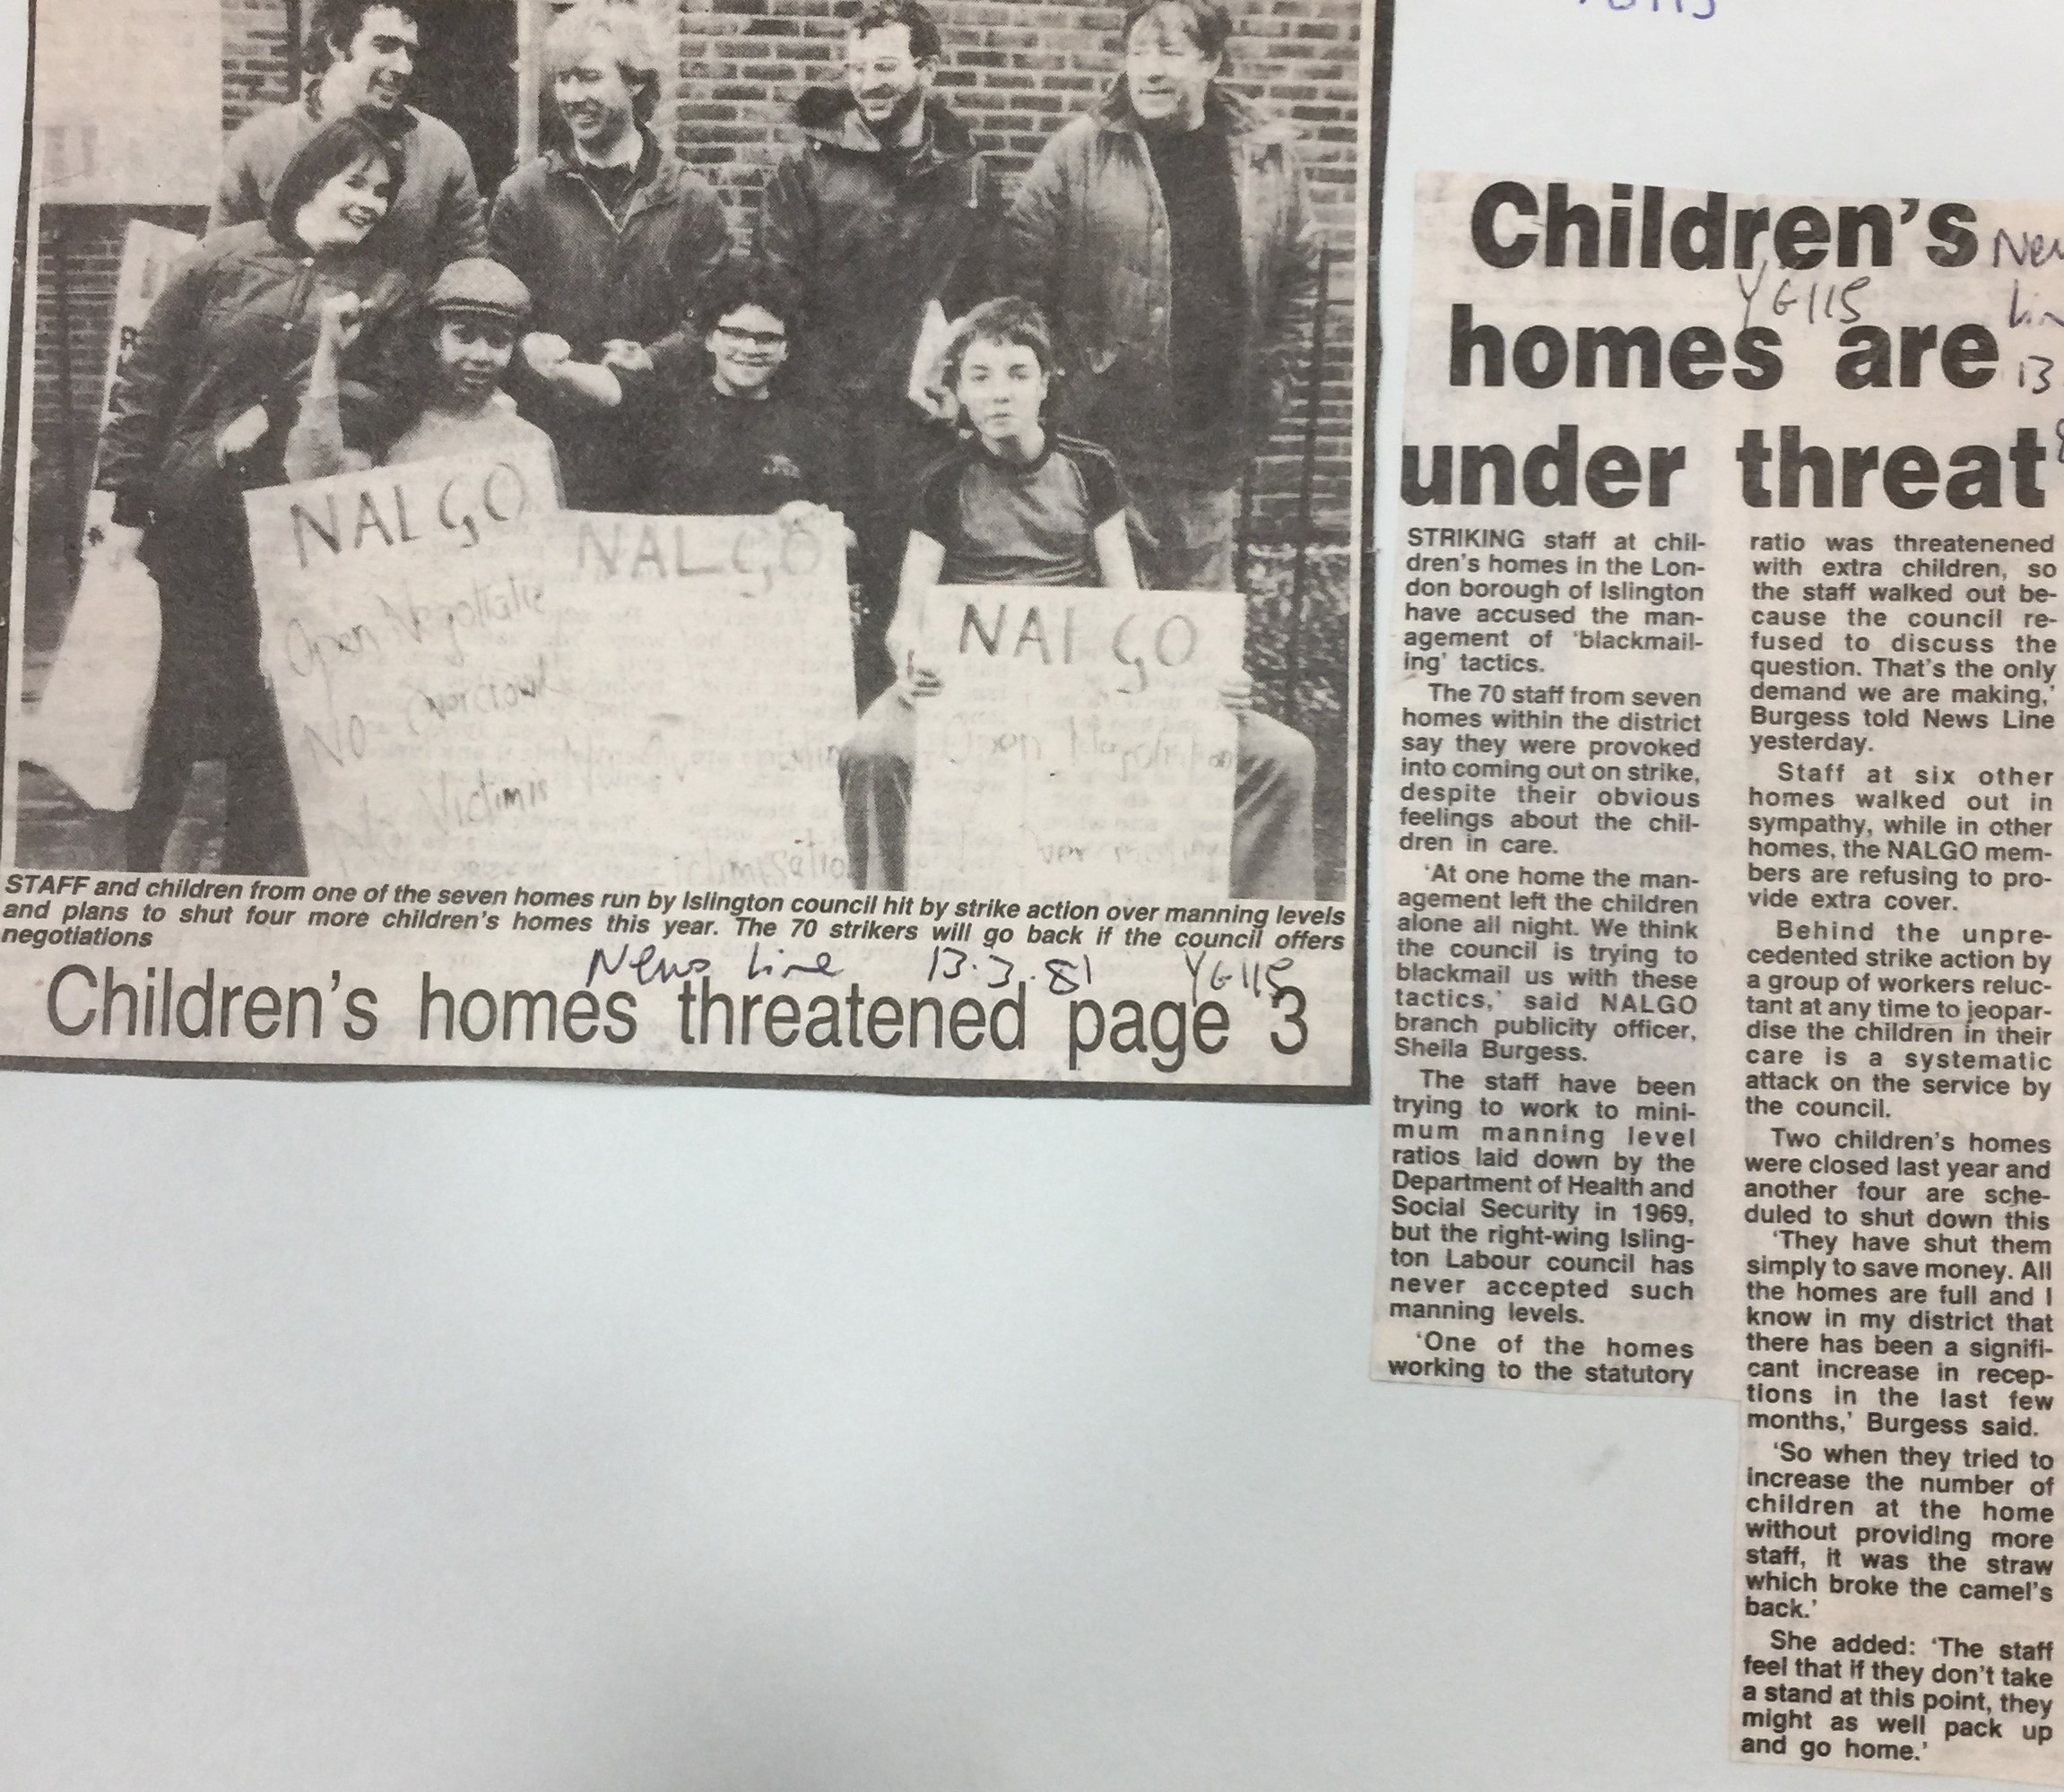 NALGO
Open Negotiate
NO
Victimis
NALGO
NALGO
STAFF and children from one of the seven homes run by Islington council hit by strike action over manning levels
and plans to shut four more children's homes this year. The 70 strikers will go back if the council offers
negotiations
News Line 13.3.81 YG115
Children's homes threatened page 3
Children's
homes are
under threat
YG115
13
STRIKING staff at chil-
dren's homes in the Lon-
don borough of Islington
have accused the man-
agement of 'blackmail-
ing' tactics.
The 70 staff from seven
homes within the district
say they were provoked
into coming out on strike,
despite their obvious
feelings about the chil-
dren in care.
'At one home the man-
agement left the children
alone all night. We think
the council is trying to
blackmail us with these
tactics,' said NALGO
branch publicity officer,
Sheila Burgess.
The staff have been
trying to work to mini-
mum manning level
ratios laid down by the
Department of Health and
Social Security in 1969,
but the right-wing Isling-
ton Labour council has
never accepted such
manning levels.
'One of the homes
working to the statutory
ratio was threatenened
with extra children, so
the staff walked out be-
cause the council re-
fused to discuss the
question. That's the only
demand we are making,'
Burgess told News Line
yesterday.
Staff at six other
homes walked out in
sympathy, while in other
homes, the NALGO mem-
bers are refusing to pro-
vide extra cover.
Behind the unpre-
cedented strike action by
a group of workers reluc-
tant at any time to jeopar-
dise the children in their
care is a systematic
attack on the service by
the council.
Two children's homes
were closed last year and
another four are sche-
duled to shut down this
'They have shut them
simply to save money. All
the homes are full and I
know in my district that
there has been a signifi-
cant increase in recep-
tions in the last few
months,' Burgess said.
'So when they tried to
increase the number of
children at the home
without providing more
staff, it was the straw
which broke the camel's
back.'
She added: 'The staff
feel that if they don't take
a stand at this point, they
might as well pack up
and go home.'